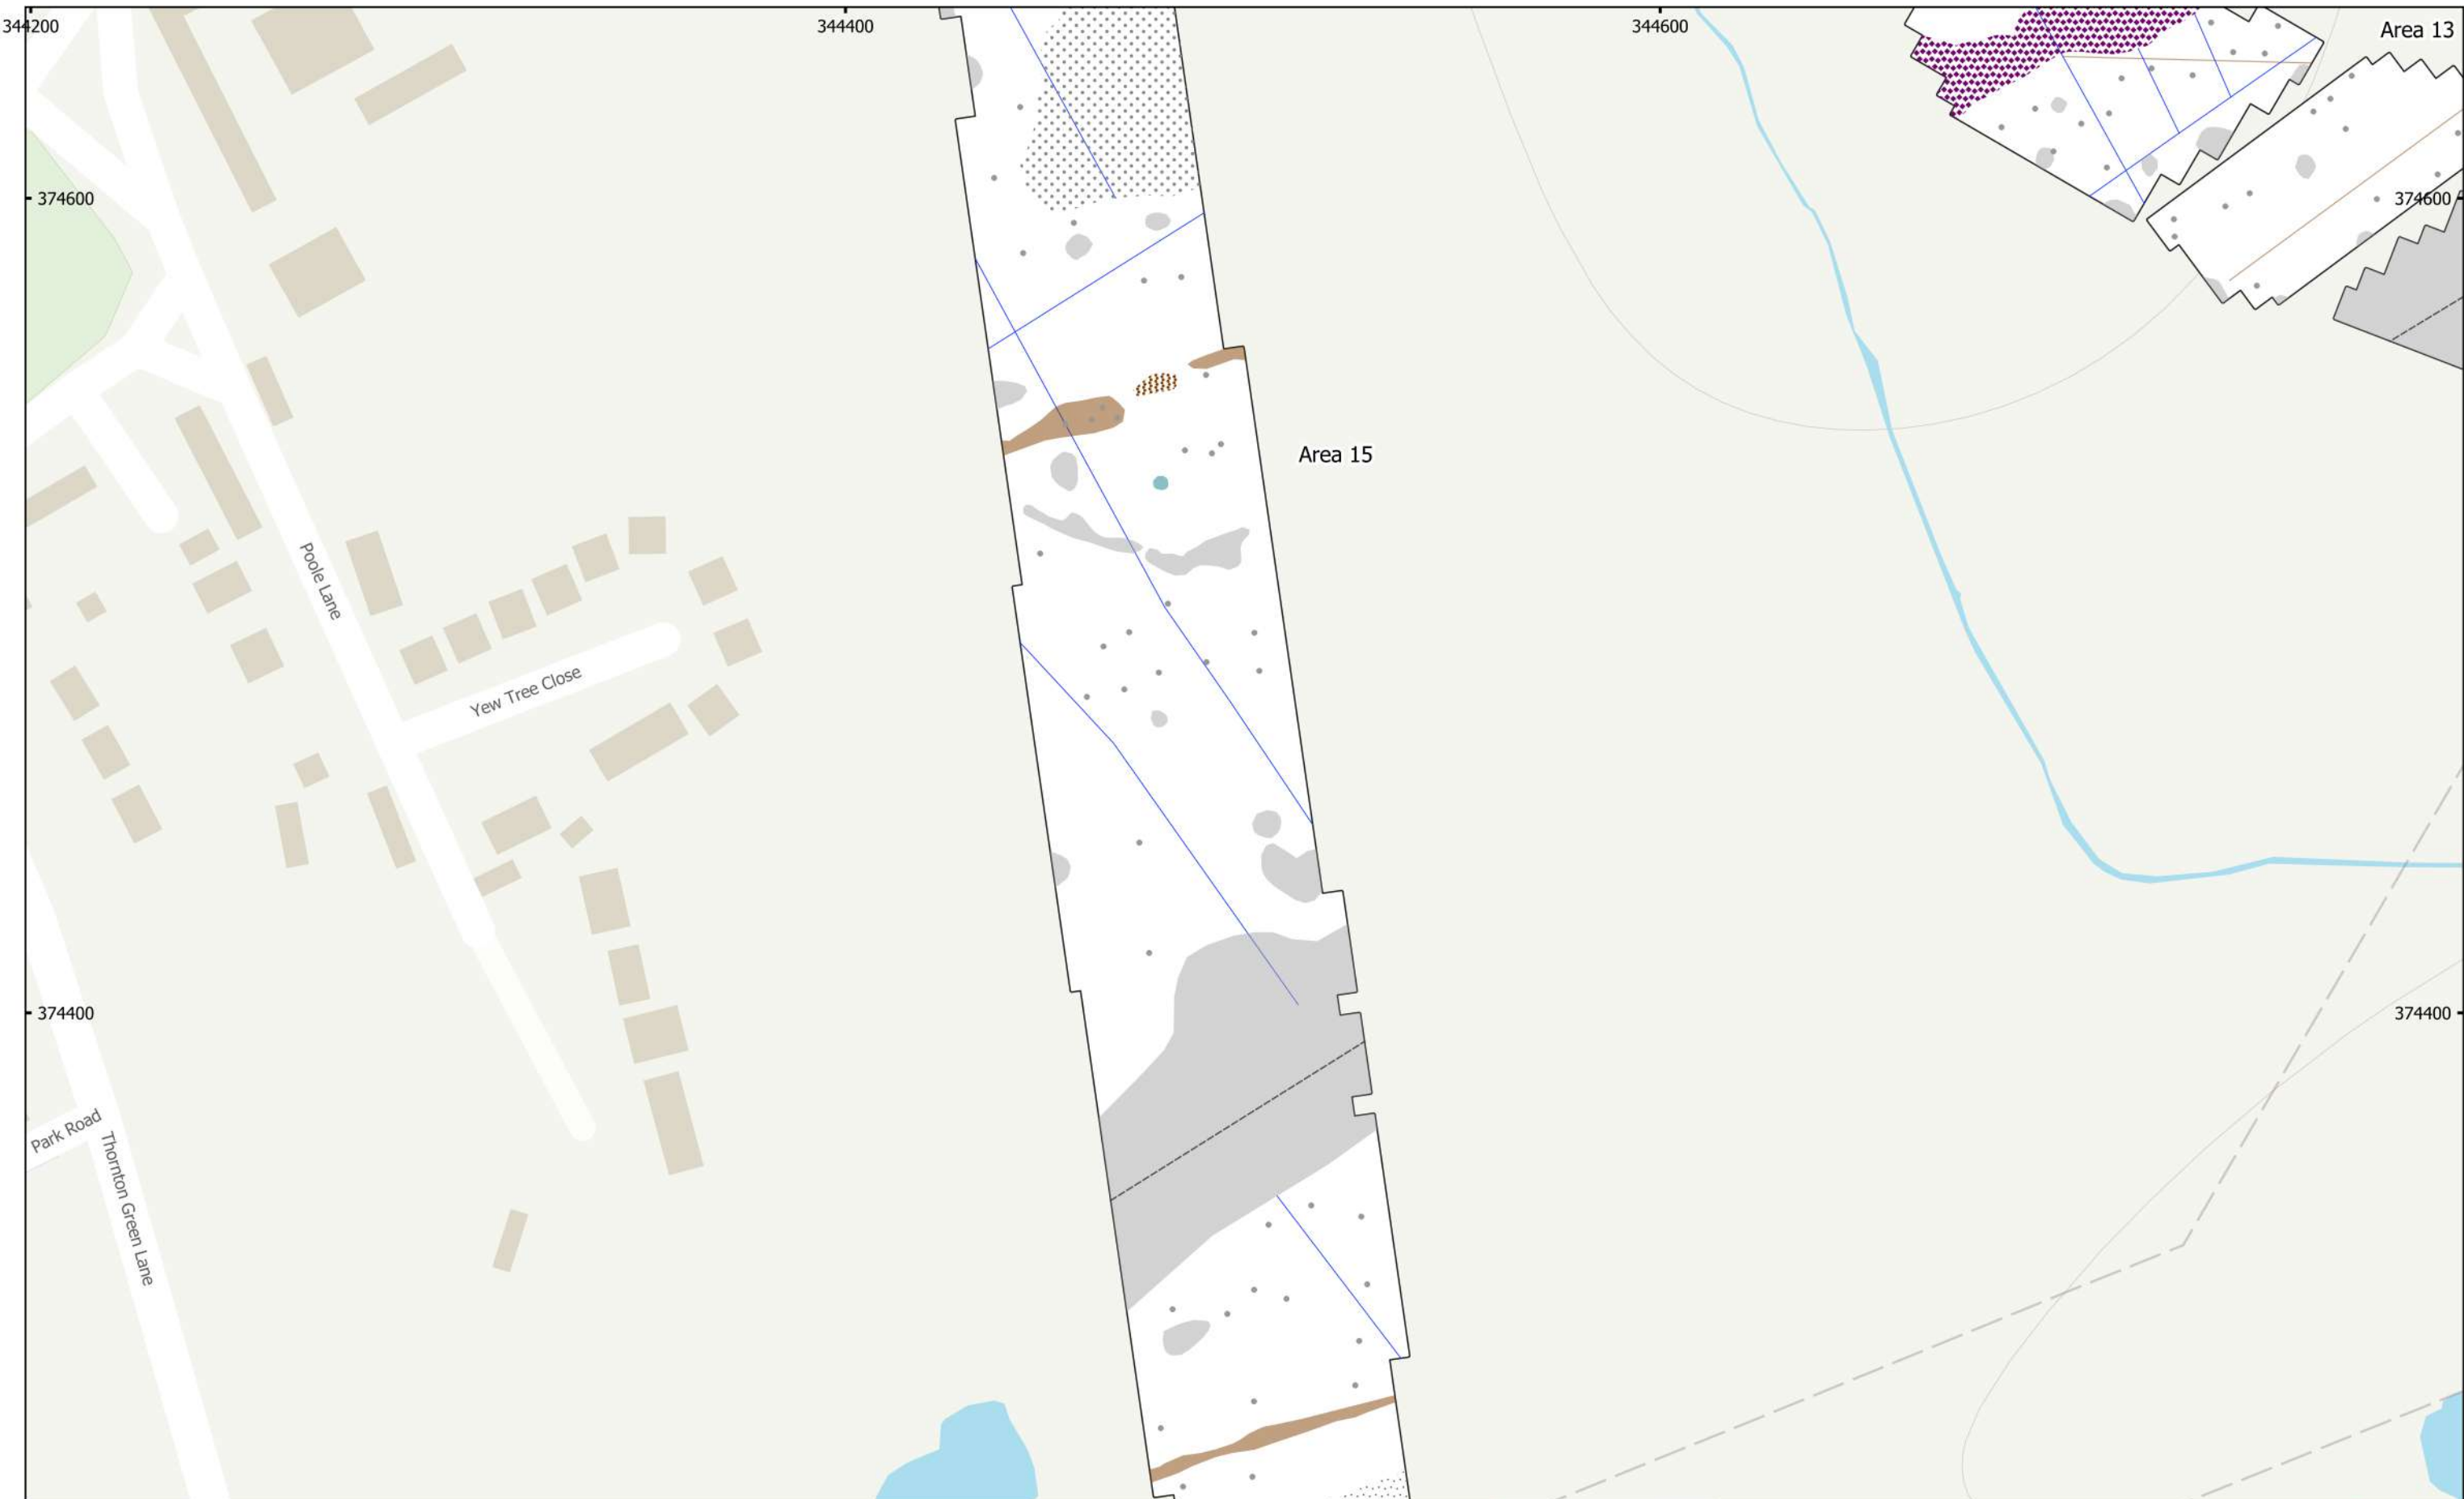 344200
344400
344600
Area 13
374600
374600
Area 15
Poole Lane
Yew Tree Close
374400
374400
Park Road
Thornton Green Lane